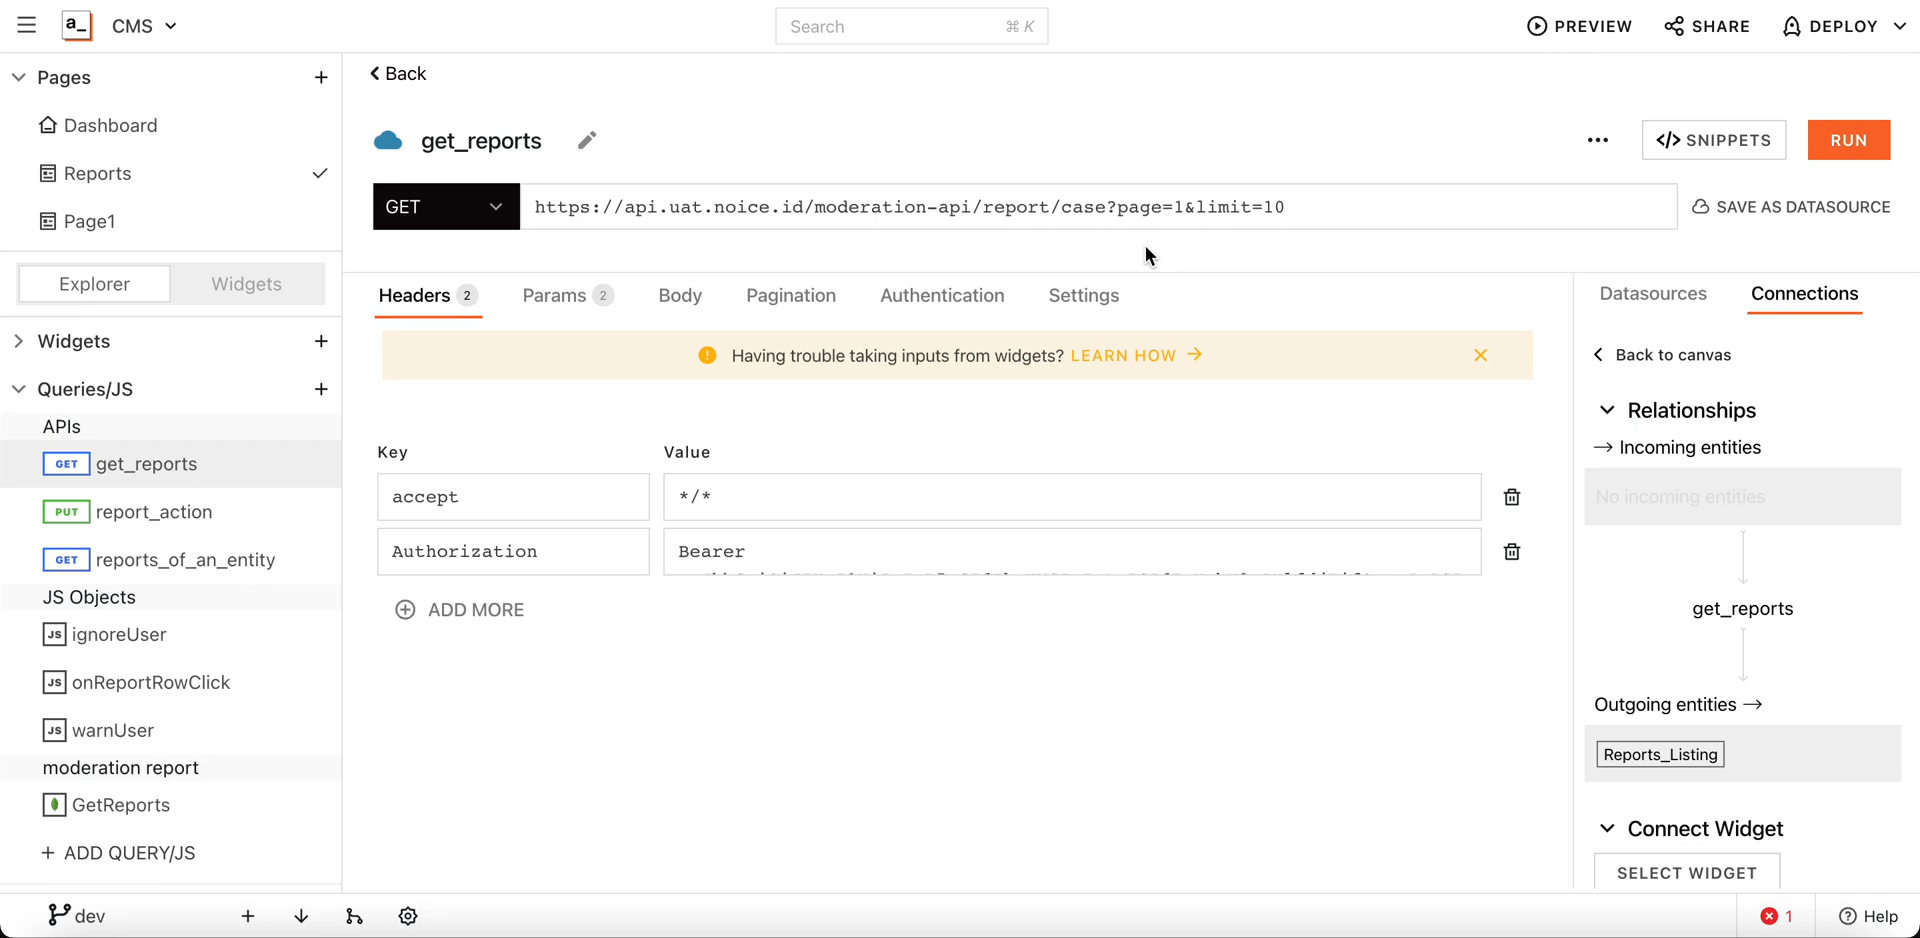 a_ CMS
Search ⌘ K
PREVIEW
SHARE
DEPLOY
Pages
Dashboard
Reports
Page1
Explorer
Widgets
Widgets
Queries/JS
APIs
GET get_reports
PUT report_action
GET reports_of_an_entity
JS Objects
JS ignoreUser
JS onReportRowClick
JS warnUser
moderation report
GetReports
+ ADD QUERY/JS
Back
get_reports
</> SNIPPETS
RUN
GET
https://api.uat.noice.id/moderation-api/report/case?page=1&limit=10
SAVE AS DATASOURCE
Headers 2
Params 2
Body
Pagination
Authentication
Settings
Having trouble taking inputs from widgets? LEARN HOW →
Key
Value
accept
*/*
Authorization
Bearer
ADD MORE
Datasources
Connections
Back to canvas
Relationships
→ Incoming entities
No incoming entities
get_reports
Outgoing entities →
Reports_Listing
Connect Widget
SELECT WIDGET
dev
1
Help